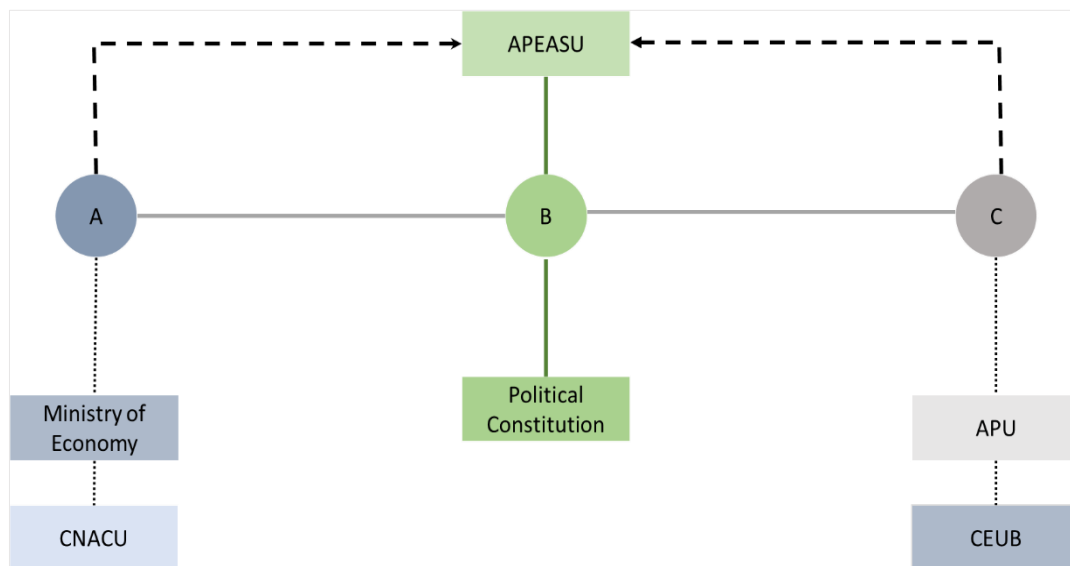 APEASU
A
B
C
Ministry of
Economy
Political
Constitution
APU
CNACU
CEUB